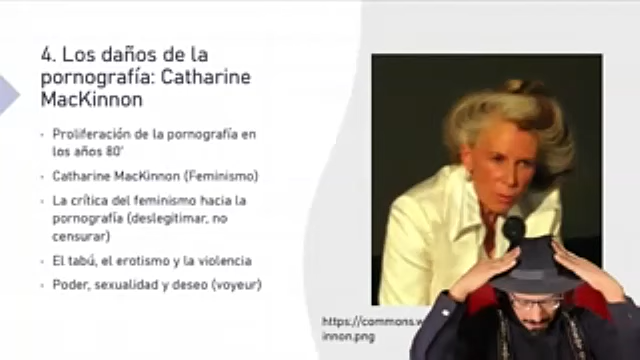 4. Los daños de la
pornografía: Catharine
MacKinnon
Proliferación de la pornografía en
los años 80'
Catharine MacKinnon (Feminismo)
La crítica del feminismo hacia la
pornografía (deslegitimar, no
censurar)
El tabú, el erotismo y la violencia
Poder, sexualidad y deseo (voyeur)
https://commons.w
innon.png